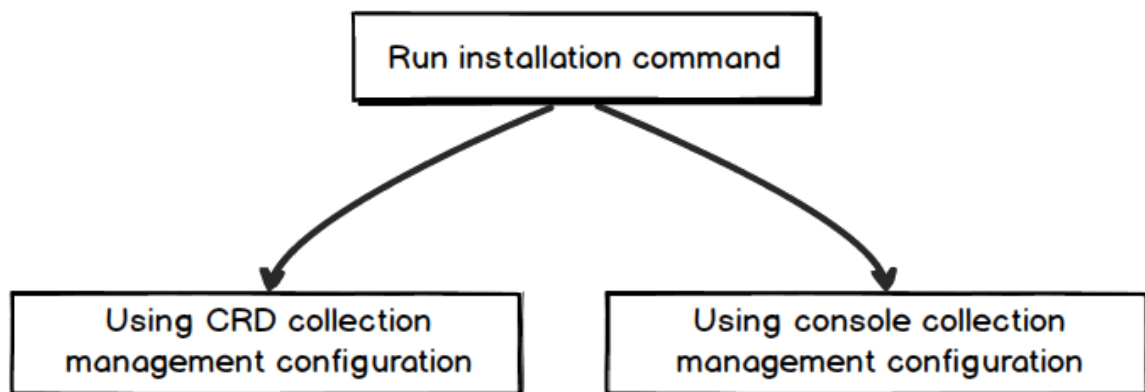 Run installation command
Using CRD collection
management configuration
Using console collection
management configuration